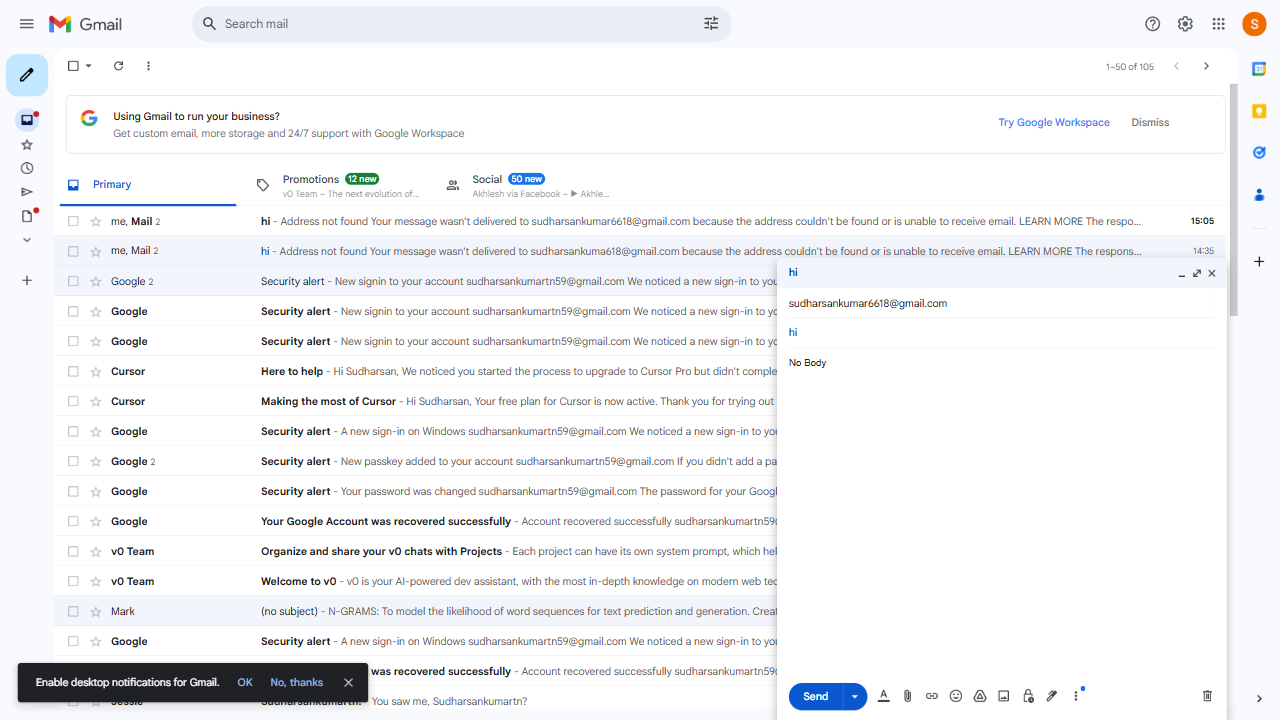 Gmail
Search mail
S
1–50 of 105
Using Gmail to run your business?
Get custom email, more storage and 24/7 support with Google Workspace
Try Google Workspace
Dismiss
Primary
Promotions
12 new
v0 Team – The next evolution of...
Social
50 new
Akhlesh via Facebook – ▶ Akhle...
me, Mail 2
hi - Address not found Your message wasn't delivered to sudharsankumar6618@gmail.com because the address couldn't be found or is unable to receive email. LEARN MORE The respo...
15:05
me, Mail 2
hi - Address not found Your message wasn't delivered to sudharsankuma618@gmail.com because the address couldn't be found or is unable to receive email. LEARN MORE The respons...
14:35
Google 2
Security alert - New signin to your account sudharsankumartn59@gmail.com We noticed a new sign-in to you
Google
Security alert - New signin to your account sudharsankumartn59@gmail.com We noticed a new sign-in to you
Google
Security alert - New signin to your account sudharsankumartn59@gmail.com We noticed a new sign-in to you
Cursor
Here to help - Hi Sudharsan, We noticed you started the process to upgrade to Cursor Pro but didn't comple
Cursor
Making the most of Cursor - Hi Sudharsan, Your free plan for Cursor is now active. Thank you for trying out
Google
Security alert - A new sign-in on Windows sudharsankumartn59@gmail.com We noticed a new sign-in to you
Google 2
Security alert - New passkey added to your account sudharsankumartn59@gmail.com If you didn't add a pa
Google
Security alert - Your password was changed sudharsankumartn59@gmail.com The password for your Googl
Google
Your Google Account was recovered successfully - Account recovered successfully sudharsankumartn59@
v0 Team
Organize and share your v0 chats with Projects - Each project can have its own system prompt, which hel
v0 Team
Welcome to v0 - v0 is your AI-powered dev assistant, with the most in-depth knowledge on modern web tec
Mark
(no subject) - N-GRAMS: To model the likelihood of word sequences for text prediction and generation. Creat
Google
Security alert - A new sign-in on Windows sudharsankumartn59@gmail.com We noticed a new sign-in to you
was recovered successfully - Account recovered successfully sudharsankumartn59@
Jessie
Sudharsankumar! - You saw me, Sudharsankumartn?
hi
sudharsankumar6618@gmail.com
hi
No Body
Send
Enable desktop notifications for Gmail.
OK
No, thanks